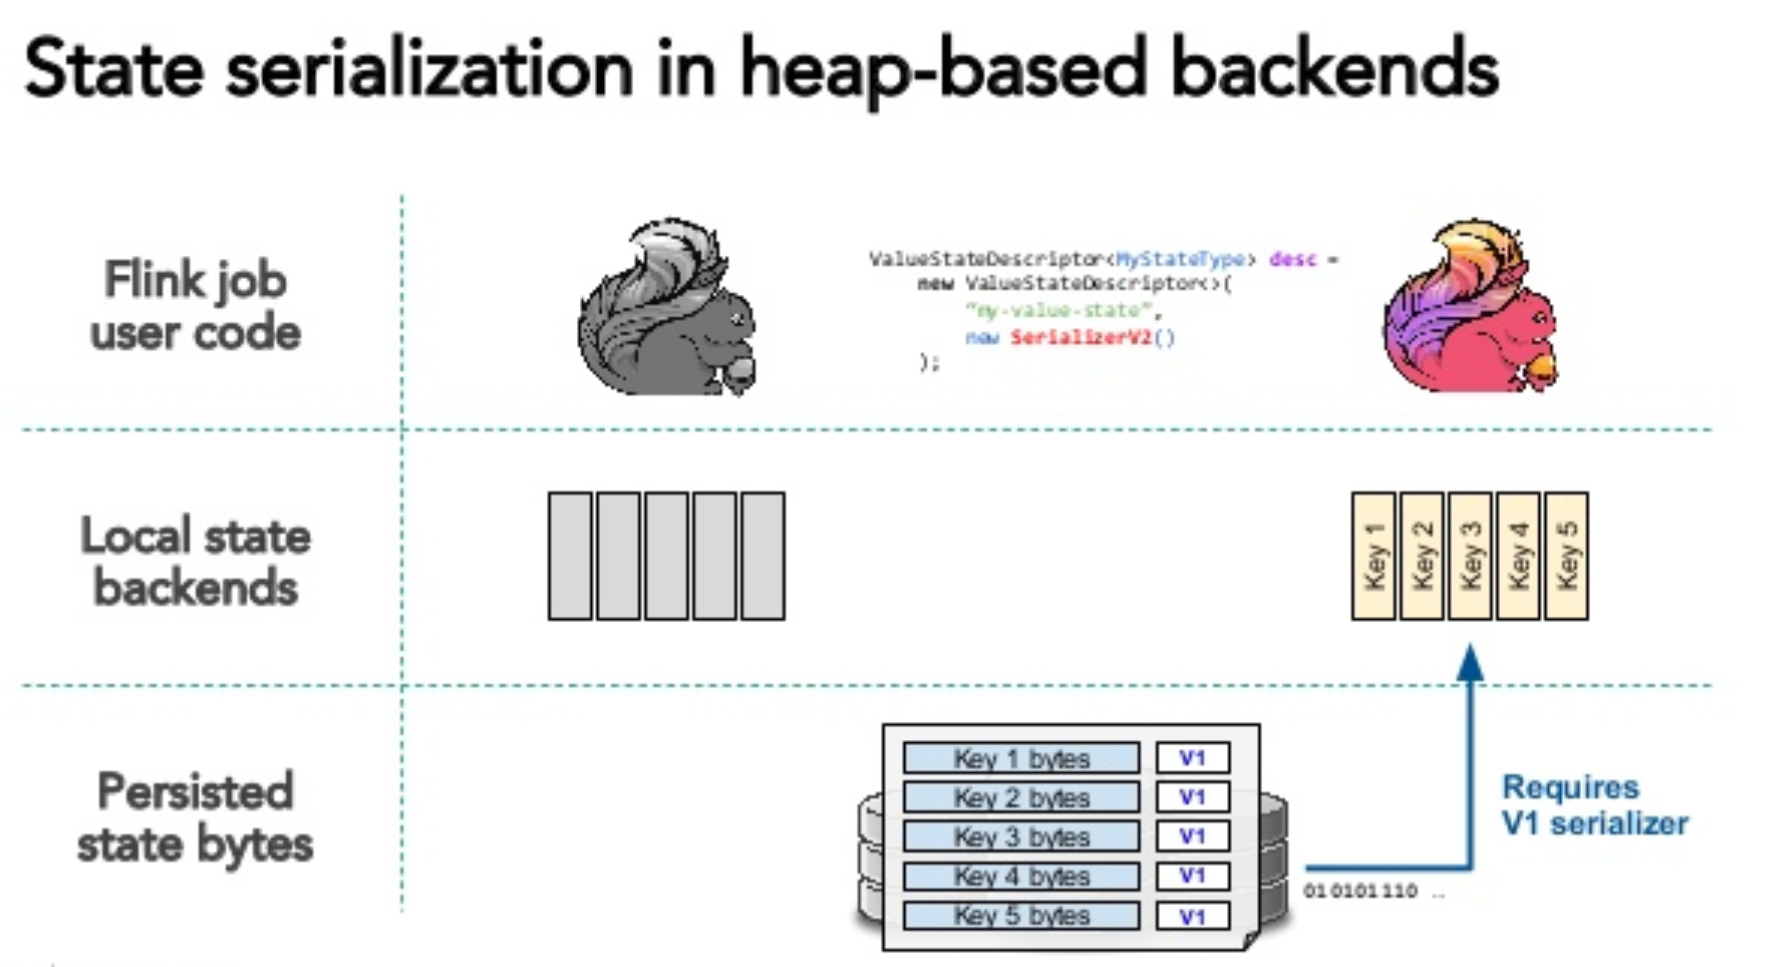 State serialization in heap-based backends
Flink job
user code
ValueStateDescriptor<MyStateType> desc =
new ValueStateDescriptor<>(
"my-value-state",
new SerializerV2()
);
Local state
backends
Key 1
Key 2
Key 3
Key 4
Key 5
Persisted
state bytes
Key 1 bytes V1
Key 2 bytes V1
Key 3 bytes V1
Key 4 bytes V1
Key 5 bytes V1
Requires
V1 serializer
010101110 ..